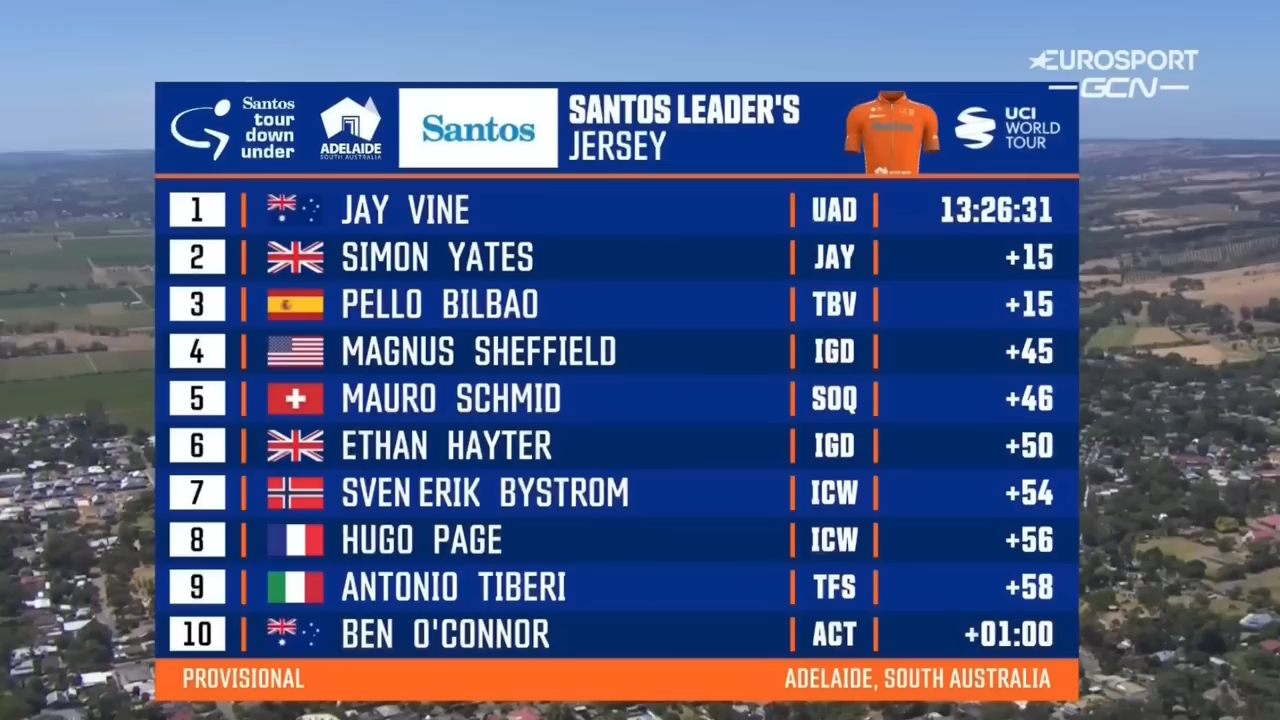 EUROSPORT
GCN
Santos
tour
down
under
ADELAIDE
SOUTH AUSTRALIA
Santos
SANTOS LEADER'S
JERSEY
UCI
WORLD
TOUR
1 JAY VINE UAD 13:26:31
2 SIMON YATES JAY +15
3 PELLO BILBAO TBV +15
4 MAGNUS SHEFFIELD IGD +45
5 MAURO SCHMID SOQ +46
6 ETHAN HAYTER IGD +50
7 SVEN ERIK BYSTROM ICW +54
8 HUGO PAGE ICW +56
9 ANTONIO TIBERI TFS +58
10 BEN O'CONNOR ACT +01:00
PROVISIONAL ADELAIDE, SOUTH AUSTRALIA